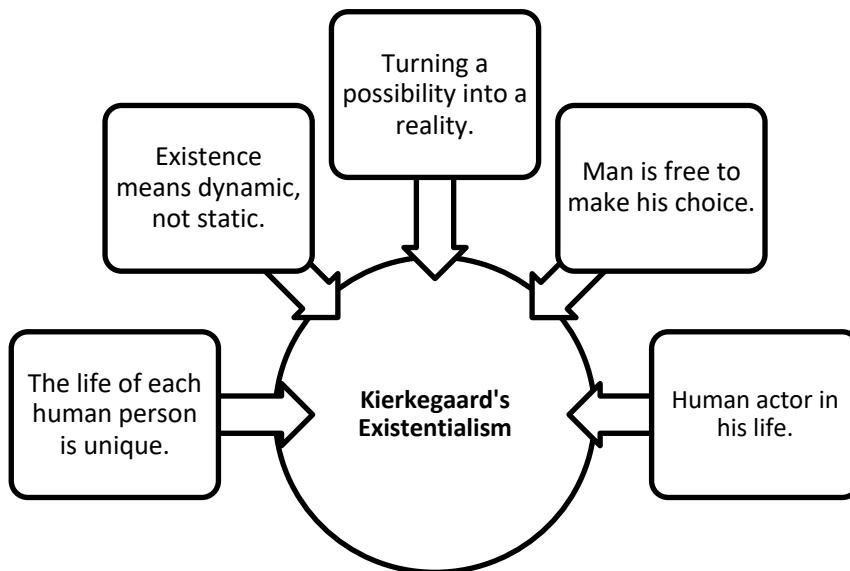 Turning a
possibility into a
reality.
Existence
means dynamic,
not static.
Man is free to
make his choice.
The life of each
human person
is unique.
Kierkegaard's
Existentialism
Human actor in
his life.